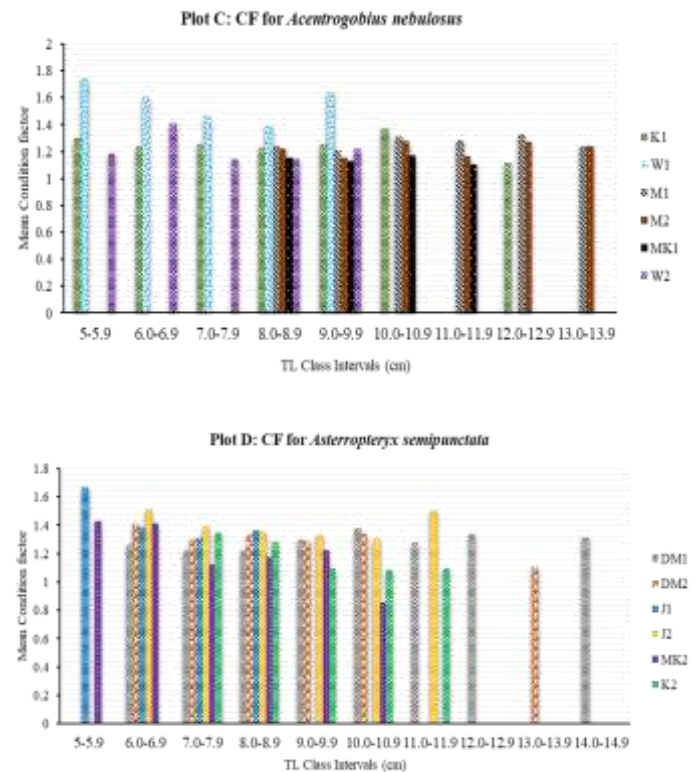 Plot C: CF for Acentrogobius nebulosus
Mean Condition factor
2
1.8
1.6
1.4
1.2
1
0.8
0.6
0.4
0.2
0
5-5.9 6.0-6.9 7.0-7.9 8.0-8.9 9.0-9.9 10.0-10.9 11.0-11.9 12.0-12.9 13.0-13.9
TL Class Intervals (cm)
K1
W1
M1
M2
MK1
W2
Plot D: CF for Asterropteryx semipunctata
Mean Condition factor
1.8
1.6
1.4
1.2
1
0.8
0.6
0.4
0.2
0
5-5.9 6.0-6.9 7.0-7.9 8.0-8.9 9.0-9.9 10.0-10.9 11.0-11.9 12.0-12.9 13.0-13.9 14.0-14.9
TL Class Intervals (cm)
DM1
DM2
J1
J2
MK2
K2